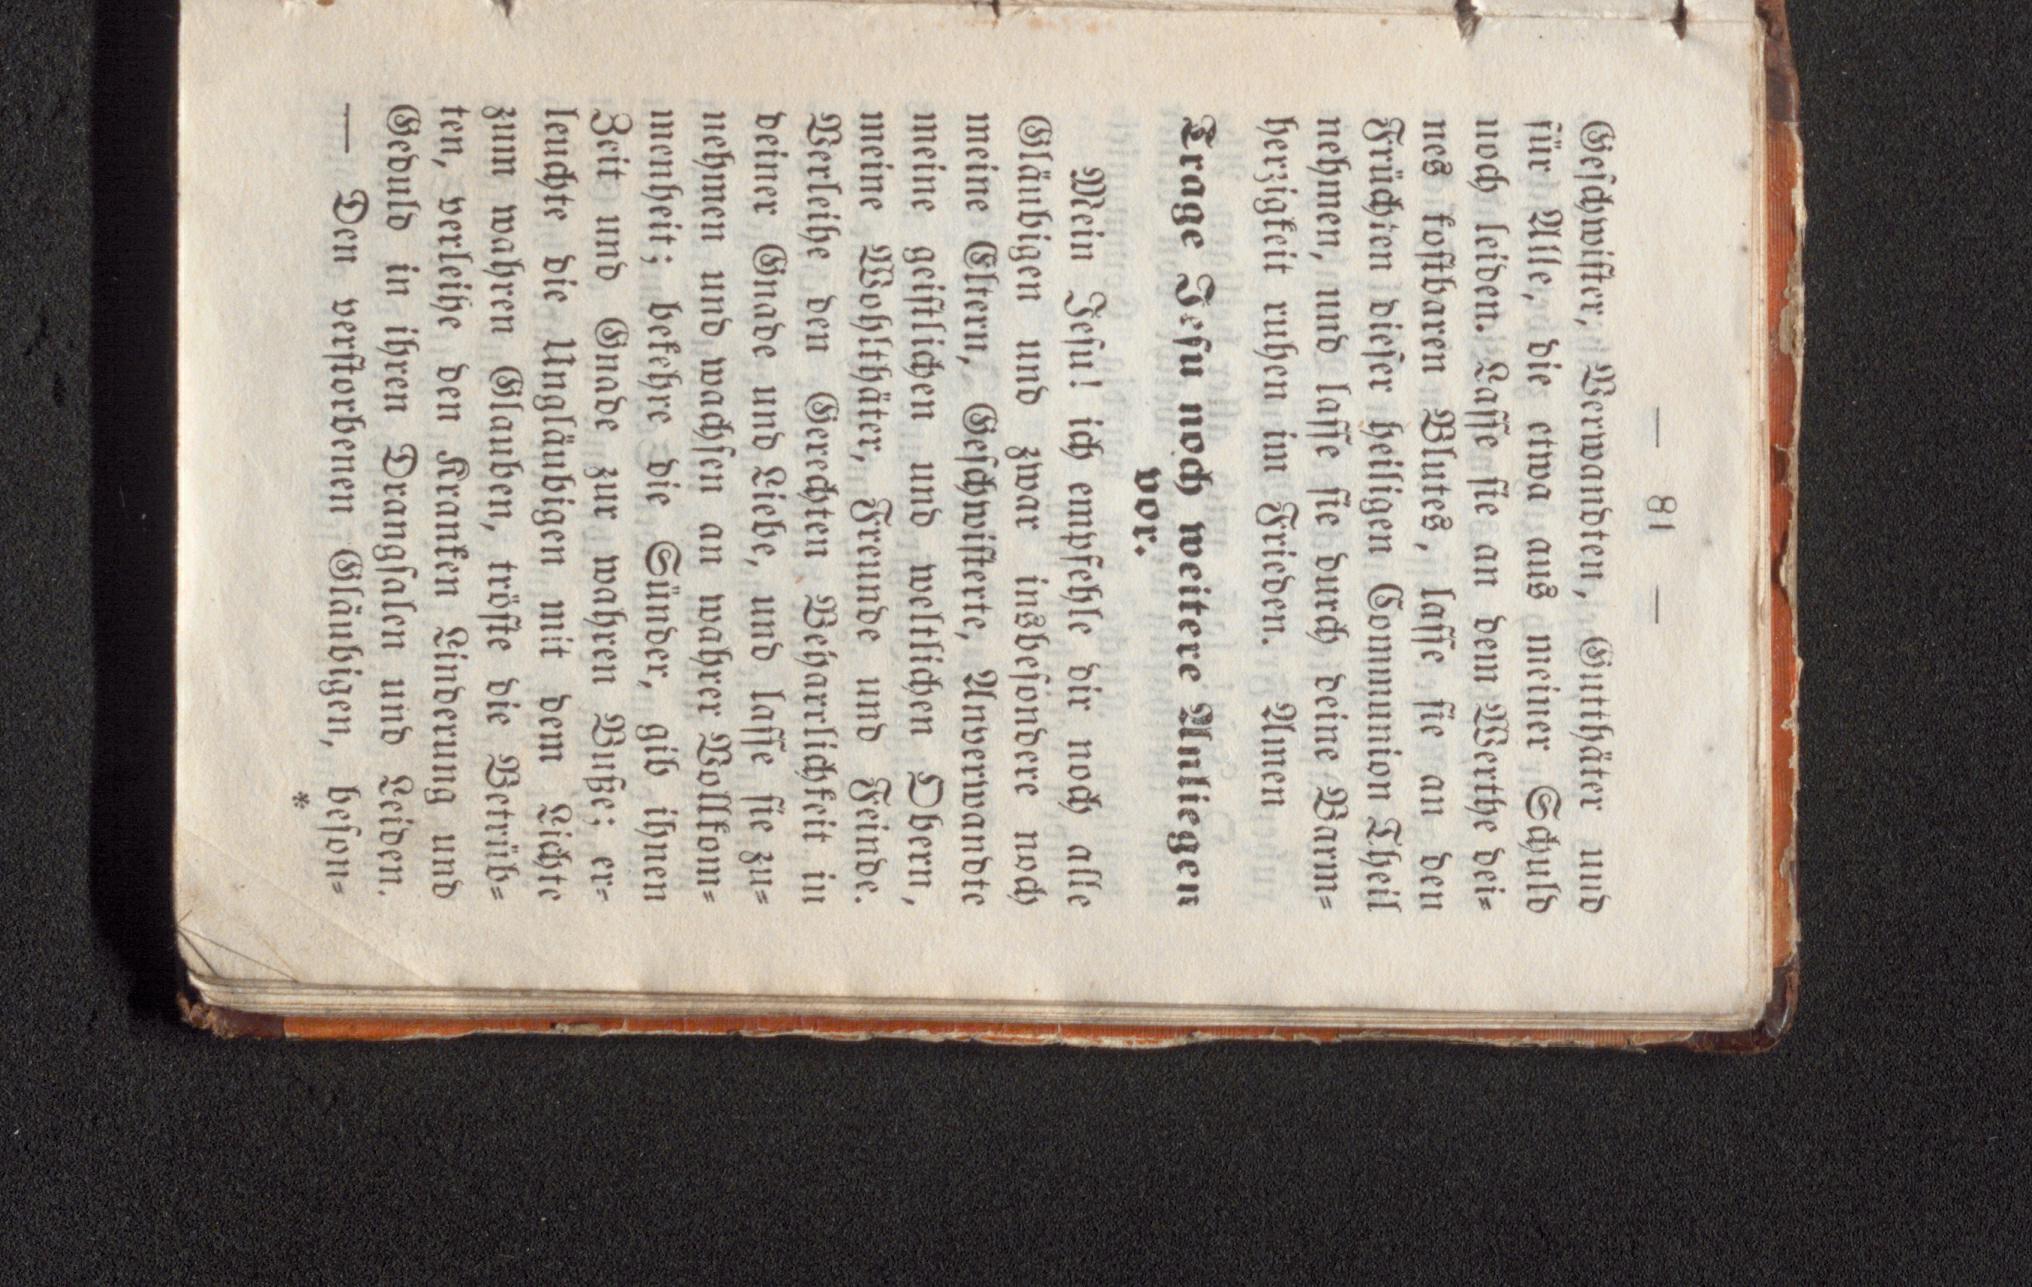 — 81 —
Geſchwiſter, Verwandten, Gutthäter und
für Alle, die etwa aus meiner Schuld
noch leiden. Laſſe ſie an dem Werthe dei-
nes koſtbaren Blutes, laſſe ſie an den
Früchten dieſer heiligen Communion Theil
nehmen, und laſſe ſie durch deine Barm-
herzigkeit ruhen im Frieden. Amen
Trage Jeſu noch weitere Anliegen
vor.
Mein Jeſu! ich empfehle dir noch alle
Gläubigen und zwar insbeſondere noch
meine Eltern, Geſchwiſterte, Anverwandte
meine geiſtlichen und weltlichen Obern,
meine Wohlthäter, Freunde und Feinde.
Verleihe den Gerechten Beharrlichkeit in
deiner Gnade und Liebe, und laſſe ſie zu-
nehmen und wachſen an wahrer Vollkom-
menheit; bekehre die Sünder, gib ihnen
Zeit und Gnade zur wahren Buße; er-
leuchte die Ungläubigen mit dem Lichte
zum wahren Glauben, tröſte die Betrüb-
ten, verleihe den Kranken Linderung und
Geduld in ihren Drangſalen und Leiden.
— Den verſtorbenen Gläubigen, beſon-
*